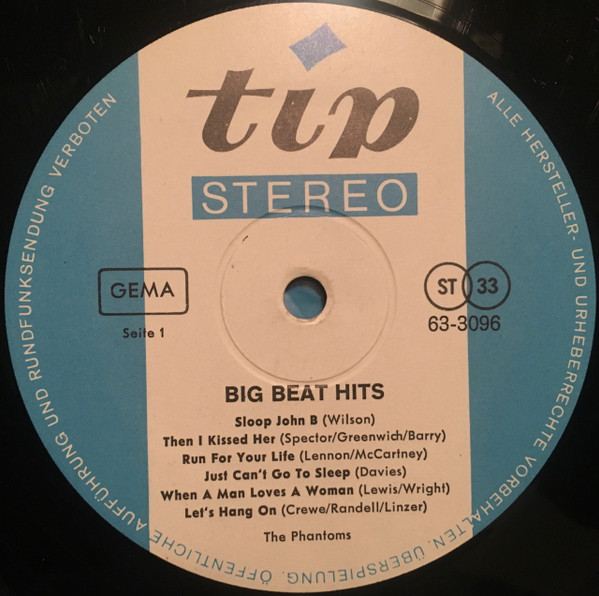 tip
STEREO
GEMA
ST 33
Seite 1
63-3096
BIG BEAT HITS
Sloop John B (Wilson)
Then I Kissed Her (Spector/Greenwich/Barry)
Run For Your Life (Lennon/McCartney)
Just Can't Go To Sleep (Davies)
When A Man Loves A Woman (Lewis/Wright)
Let's Hang On (Crewe/Randell/Linzer)
The Phantoms
ALLE HERSTELLER- UND URHEBERRECHTE VORBEHALTEN. ÜBERSPIELUNG, ÖFFENTLICHE AUFFÜHRUNG UND RUNDFUNKSENDUNG VERBOTEN